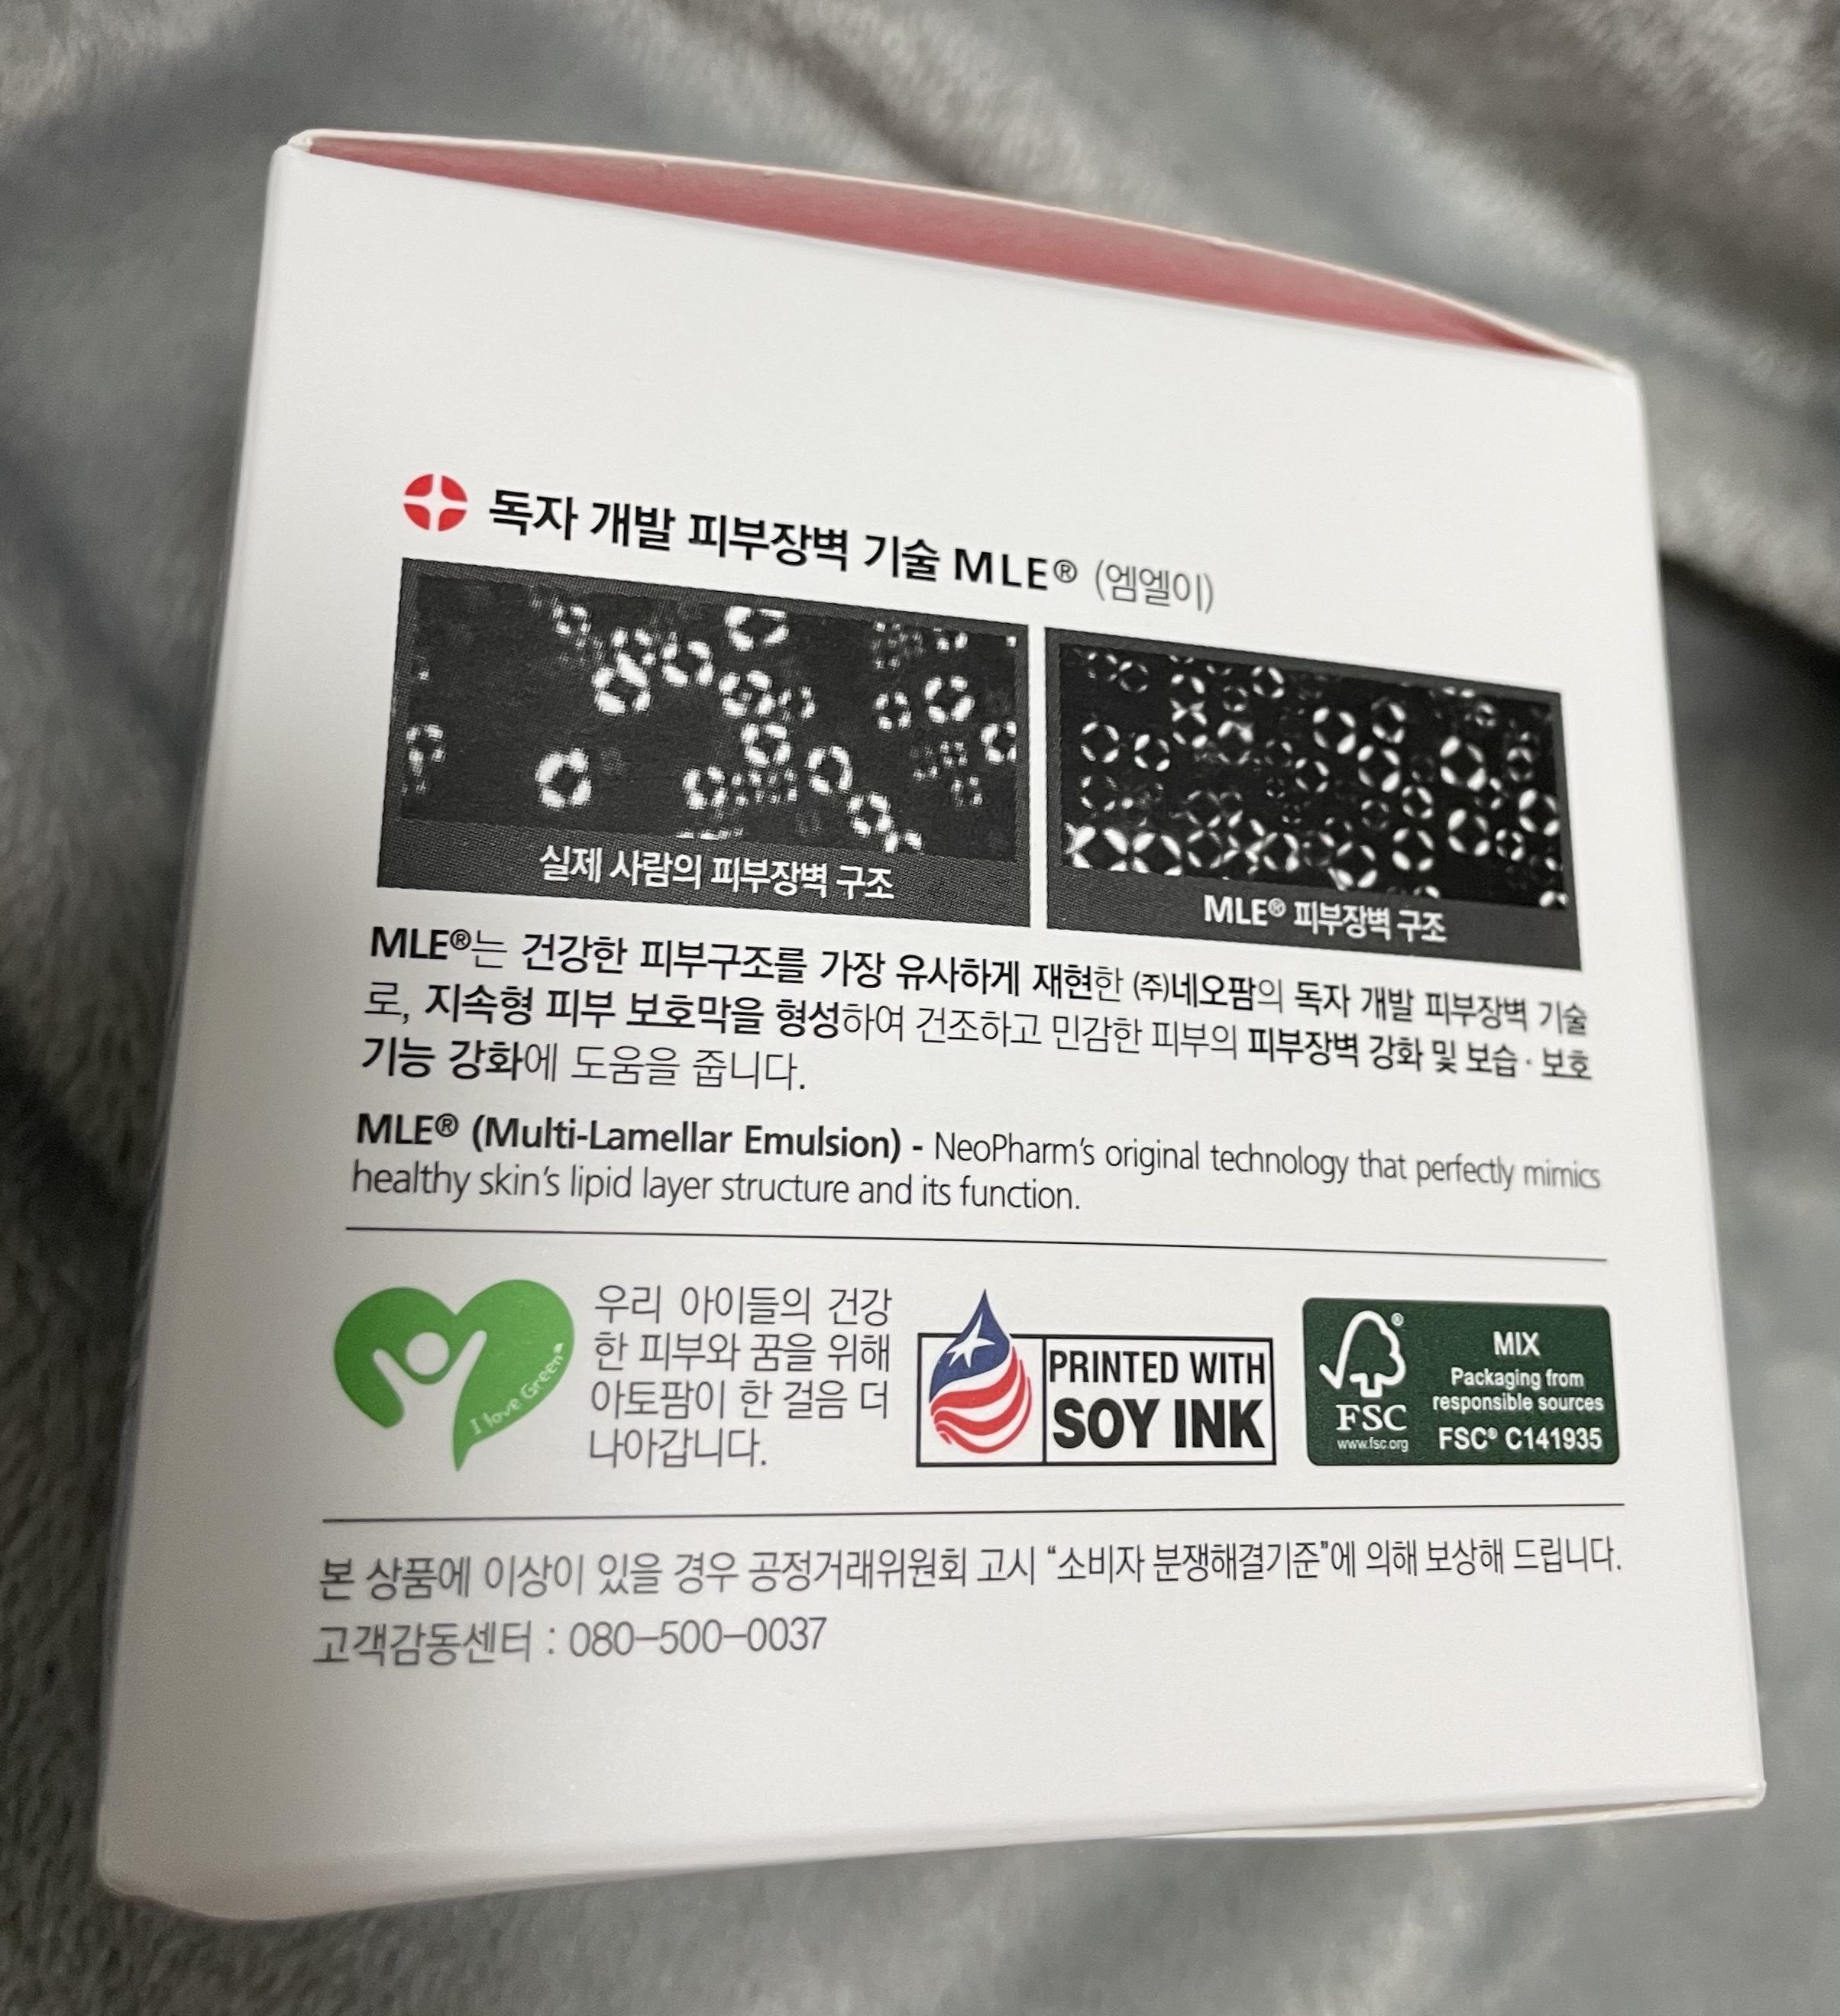 독자 개발 피부장벽 기술 MLE® (엠엘이)
실제 사람의 피부장벽 구조
MLE® 피부장벽 구조
MLE®는 건강한 피부구조를 가장 유사하게 재현한 (주)네오팜의 독자 개발 피부장벽 기술
로, 지속형 피부 보호막을 형성하여 건조하고 민감한 피부의 피부장벽 강화 및 보습·보호
기능 강화에 도움을 줍니다.
MLE® (Multi-Lamellar Emulsion) - NeoPharm's original technology that perfectly mimics
healthy skin's lipid layer structure and its function.
I love Green
우리 아이들의 건강
한 피부와 꿈을 위해
아토팜이 한 걸음 더
나아갑니다.
PRINTED WITH
SOY INK
FSC®
www.fsc.org
MIX
Packaging from
responsible sources
FSC® C141935
본 상품에 이상이 있을 경우 공정거래위원회 고시 “소비자 분쟁해결기준”에 의해 보상해 드립니다.
고객감동센터 : 080-500-0037